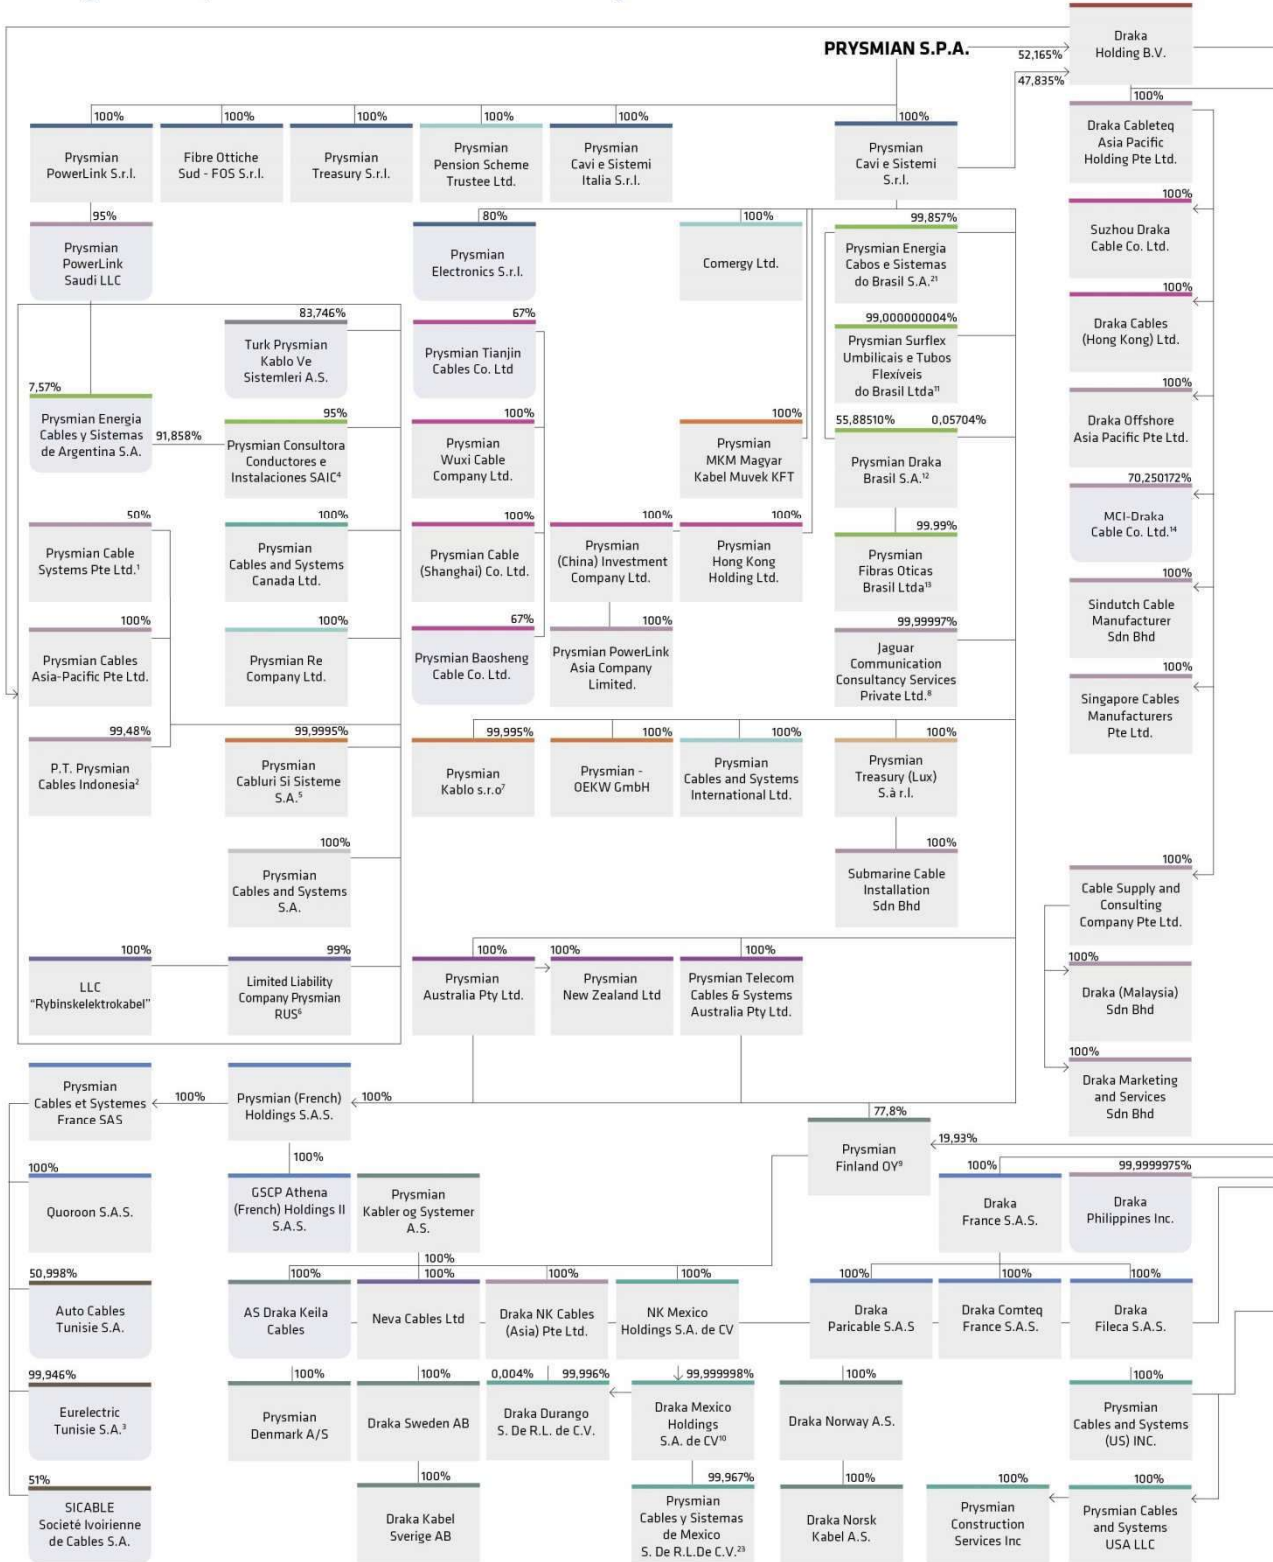 PRYSMIAN S.P.A.
52,165%
47,835%
Draka
Holding B.V.
100%
Prysmian
PowerLink S.r.l.
100%
Fibre Ottiche
Sud - FOS S.r.l.
100%
Prysmian
Treasury S.r.l.
100%
Prysmian
Pension Scheme
Trustee Ltd.
100%
Prysmian
Cavi e Sistemi
Italia S.r.l.
100%
Prysmian
Cavi e Sistemi
S.r.l.
100%
Draka Cableteq
Asia Pacific
Holding Pte Ltd.
95%
Prysmian
PowerLink
Saudi LLC
80%
Prysmian
Electronics S.r.l.
100%
Comergy Ltd.
99,857%
Prysmian Energia
Cabos e Sistemas
do Brasil S.A.²¹
100%
Suzhou Draka
Cable Co. Ltd.
83,746%
Turk Prysmian
Kablo Ve
Sistemleri A.S.
67%
Prysmian Tianjin
Cables Co. Ltd
99,000000004%
Prysmian Surflex
Umbilicais e Tubos
Flexíveis
do Brasil Ltda¹¹
100%
Draka Cables
(Hong Kong) Ltd.
7,57%
Prysmian Energia
Cables y Sistemas
de Argentina S.A.
91,858%
95%
Prysmian Consultora
Conductores e
Instalaciones SAIC⁴
100%
Prysmian
Wuxi Cable
Company Ltd.
100%
Prysmian
MKM Magyar
Kabel Muvek KFT
55,88510%
0,05704%
Prysmian Draka
Brasil S.A.¹²
100%
Draka Offshore
Asia Pacific Pte Ltd.
50%
Prysmian Cable
Systems Pte Ltd.¹
100%
Prysmian
Cables and Systems
Canada Ltd.
100%
Prysmian Cable
(Shanghai) Co. Ltd.
100%
Prysmian
(China) Investment
Company Ltd.
100%
Prysmian
Hong Kong
Holding Ltd.
99.99%
Prysmian
Fibras Oticas
Brasil Ltda¹³
70,250172%
MCI-Draka
Cable Co. Ltd.¹⁴
100%
Prysmian Cables
Asia-Pacific Pte Ltd.
100%
Prysmian Re
Company Ltd.
67%
Prysmian Baosheng
Cable Co. Ltd.
100%
Prysmian PowerLink
Asia Company
Limited.
99,99997%
Jaguar
Communication
Consultancy Services
Private Ltd.⁸
100%
Sindutch Cable
Manufacturer
Sdn Bhd
100%
Singapore Cables
Manufacturers
Pte Ltd.
99,48%
P.T. Prysmian
Cables Indonesia²
99,9995%
Prysmian
Cabluri Si Sisteme
S.A.⁵
99,995%
Prysmian
Kablo s.r.o⁷
100%
Prysmian -
OEKW GmbH
100%
Prysmian
Cables and Systems
International Ltd.
100%
Prysmian
Treasury (Lux)
S.à r.l.
100%
Prysmian
Cables and Systems
S.A.
100%
Submarine Cable
Installation
Sdn Bhd
100%
Cable Supply and
Consulting
Company Pte Ltd.
100%
LLC
"Rybinskelektrokabel"
99%
Limited Liability
Company Prysmian
RUS⁶
100%
Prysmian
Australia Pty Ltd.
100%
Prysmian
New Zealand Ltd
100%
Prysmian Telecom
Cables & Systems
Australia Pty Ltd.
100%
Draka (Malaysia)
Sdn Bhd
100%
Draka Marketing
and Services
Sdn Bhd
Prysmian
Cables et Systemes
France SAS
100%
Prysmian (French)
Holdings S.A.S.
100%
77,8%
Prysmian
Finland OY⁹
19,93%
100%
Quoroon S.A.S.
100%
GSCP Athena
(French) Holdings II
S.A.S.
Prysmian
Kabler og Systemer
A.S.
100%
100%
Draka
France S.A.S.
99,9999975%
Draka
Philippines Inc.
50,998%
Auto Cables
Tunisie S.A.
100%
AS Draka Keila
Cables
100%
Neva Cables Ltd
100%
Draka NK Cables
(Asia) Pte Ltd.
100%
NK Mexico
Holdings S.A. de CV
100%
Draka
Paricable S.A.S
100%
Draka Comteq
France S.A.S.
100%
Draka
Fileca S.A.S.
99,946%
Eurelectric
Tunisie S.A.³
100%
Prysmian
Denmark A/S
100%
Draka Sweden AB
0,004%
99,996%
Draka Durango
S. De R.L. de C.V.
99,999998%
Draka Mexico
Holdings
S.A. de CV¹⁰
100%
Draka Norway A.S.
100%
Prysmian
Cables and Systems
(US) INC.
51%
SICABLE
Societé Ivoirienne
de Cables S.A.
100%
Draka Kabel
Sverige AB
99,967%
Prysmian
Cables y Sistemas
de Mexico
S. De R.L.De C.V.²³
100%
Draka Norsk
Kabel A.S.
100%
Prysmian
Construction
Services Inc
100%
Prysmian Cables
and Systems
USA LLC